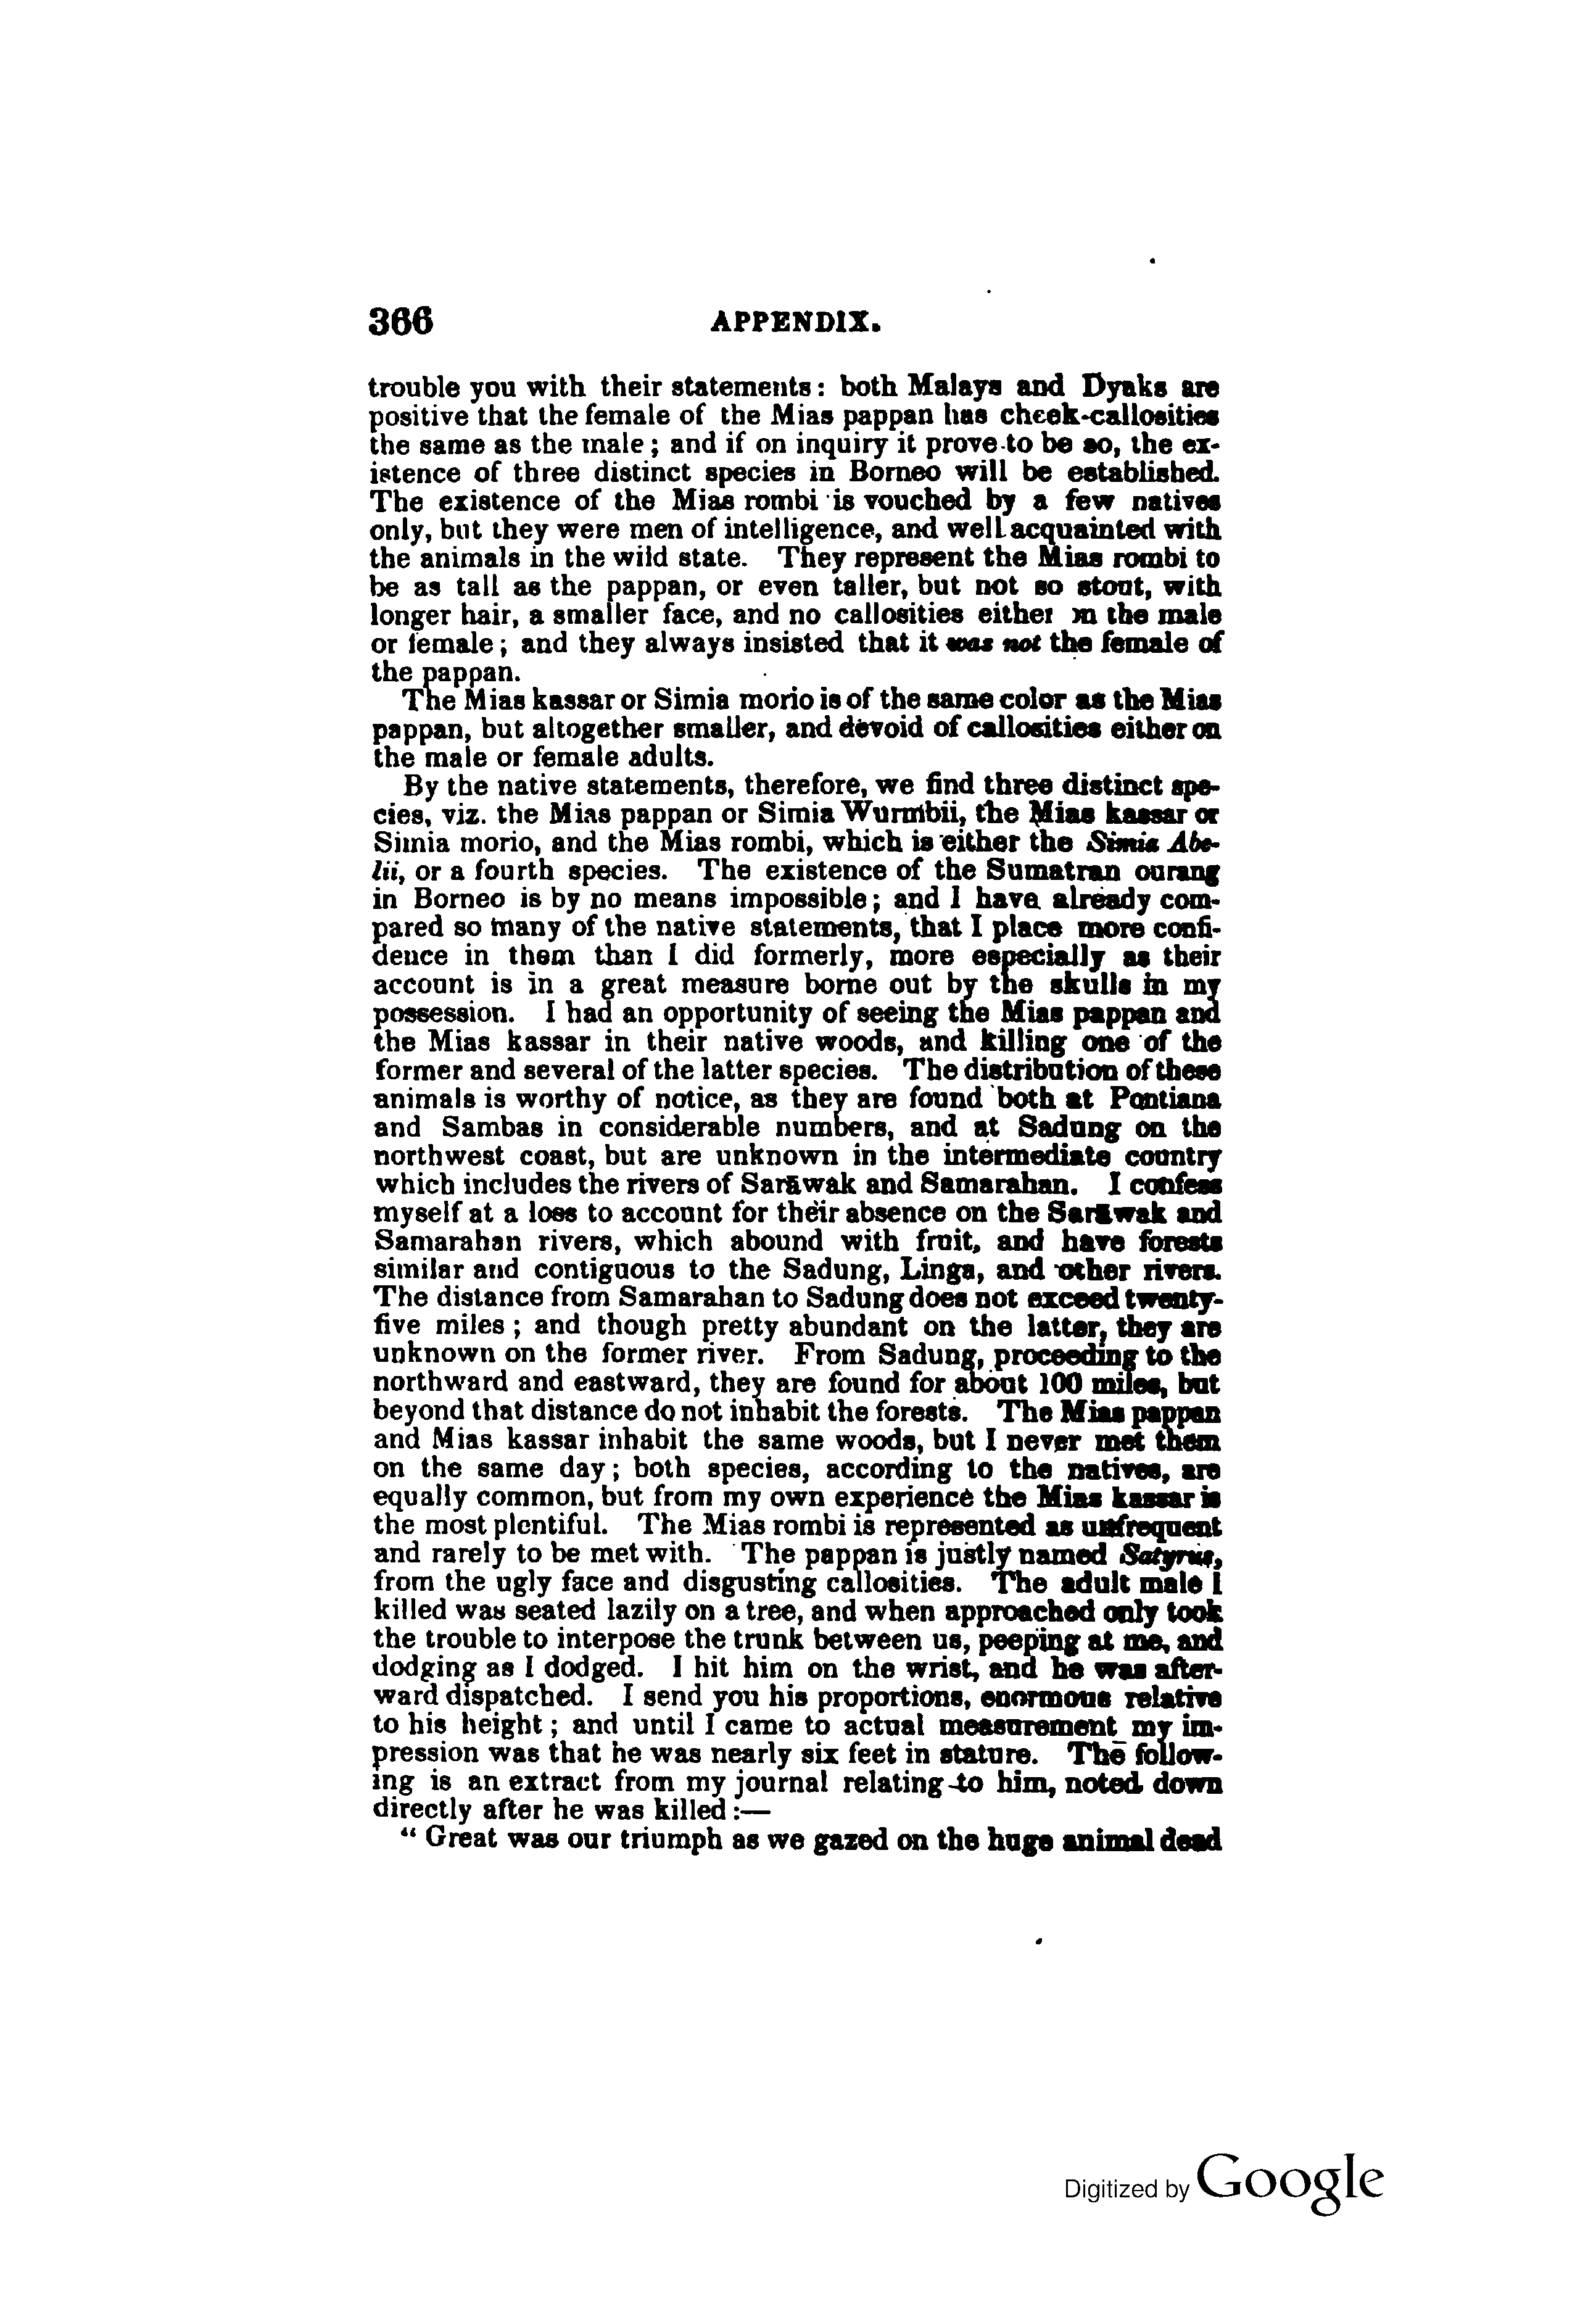 366 APPENDIX.
trouble you with their statements: both Malays and Dyaks are
positive that the female of the Mias pappan has cheek-callosities
the same as the male; and if on inquiry it prove to be so, the ex-
istence of three distinct species in Borneo will be established.
The existence of the Mias rombi is vouched by a few natives
only, but they were men of intelligence, and well acquainted with
the animals in the wild state. They represent the Mias rombi to
be as tall as the pappan, or even taller, but not so stout, with
longer hair, a smaller face, and no callosities either in the male
or female; and they always insisted that it was not the female of
the pappan.
The Mias kassar or Simia morio is of the same color as the Mias
pappan, but altogether smaller, and devoid of callosities either on
the male or female adults.
By the native statements, therefore, we find three distinct spe-
cies, viz. the Mias pappan or Simia Wurmbii, the Mias kassar or
Simia morio, and the Mias rombi, which is either the Simia Abe-
lii, or a fourth species. The existence of the Sumatran ourang
in Borneo is by no means impossible; and I have already com-
pared so many of the native statements, that I place more confi-
dence in them than I did formerly, more especially as their
account is in a great measure borne out by the skulls in my
possession. I had an opportunity of seeing the Mias pappan and
the Mias kassar in their native woods, and killing one of the
former and several of the latter species. The distribution of these
animals is worthy of notice, as they are found both at Pontiana
and Sambas in considerable numbers, and at Sadung on the
northwest coast, but are unknown in the intermediate country
which includes the rivers of Sarāwak and Samarahan. I confess
myself at a loss to account for their absence on the Sarāwak and
Samarahan rivers, which abound with fruit, and have forests
similar and contiguous to the Sadung, Linga, and other rivers.
The distance from Samarahan to Sadung does not exceed twenty-
five miles; and though pretty abundant on the latter, they are
unknown on the former river. From Sadung, proceeding to the
northward and eastward, they are found for about 100 miles, but
beyond that distance do not inhabit the forests. The Mias pappan
and Mias kassar inhabit the same woods, but I never met them
on the same day; both species, according to the natives, are
equally common, but from my own experience the Mias kassar is
the most plentiful. The Mias rombi is represented as unfrequent
and rarely to be met with. The pappan is justly named Satyrus,
from the ugly face and disgusting callosities. The adult male I
killed was seated lazily on a tree, and when approached only took
the trouble to interpose the trunk between us, peeping at me, and
dodging as I dodged. I hit him on the wrist, and he was after-
ward dispatched. I send you his proportions, enormous relative
to his height; and until I came to actual measurement my im-
pression was that he was nearly six feet in stature. The follow-
ing is an extract from my journal relating to him, noted down
directly after he was killed:—
“ Great was our triumph as we gazed on the huge animal dead
Digitized by Google